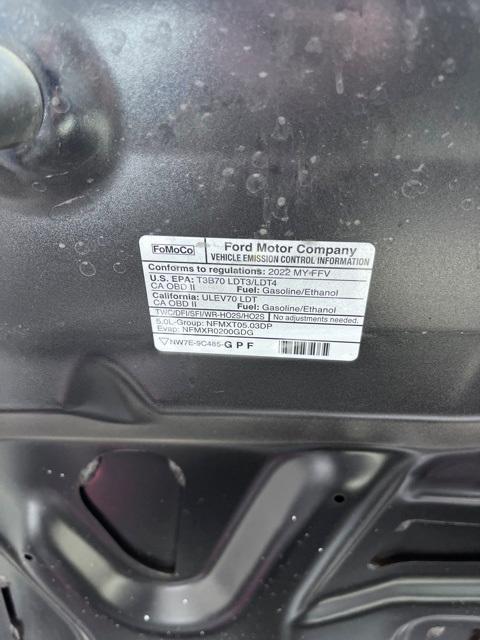 FoMoCo
Ford Motor Company
VEHICLE EMISSION CONTROL INFORMATION
Conforms to regulations: 2022 MY FFV
U.S. EPA: T3B70 LDT3/LDT4
CA OBD II Fuel: Gasoline/Ethanol
California: ULEV70 LDT
CA OBD II Fuel: Gasoline/Ethanol
TWC/DFI/SFI/WR-HO2S/HO2S No adjustments needed.
5.0L-Group: NFMXT05.03DP
Evap: NFMXR0200GDG
NW7E-9C485-G P F